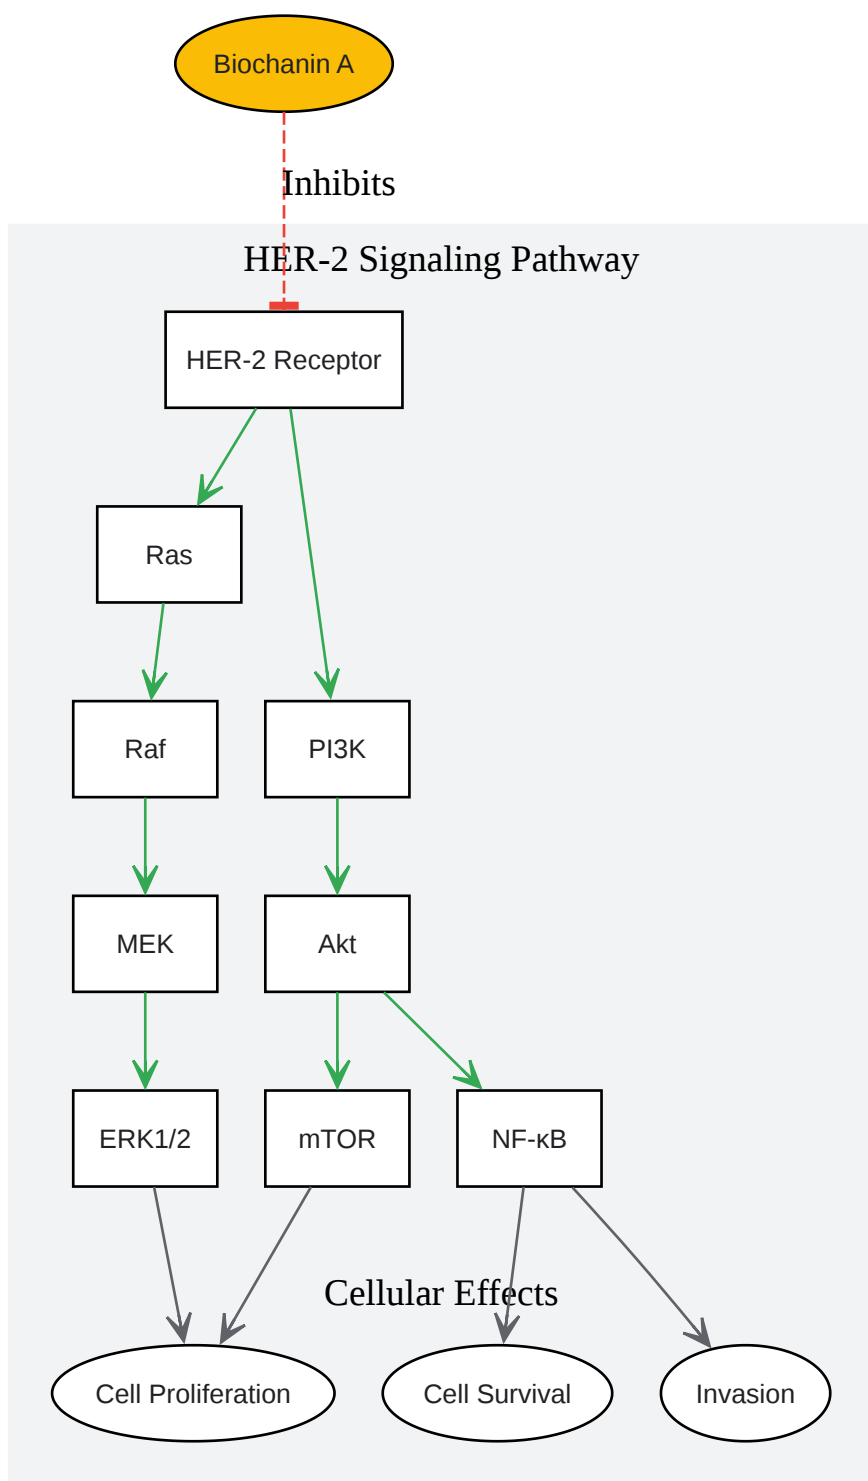 Biochanin A
Inhibits
HER-2 Signaling Pathway
HER-2 Receptor
Ras
Raf
PI3K
MEK
Akt
ERK1/2
mTOR
NF-κB
Cellular Effects
Cell Proliferation
Cell Survival
Invasion